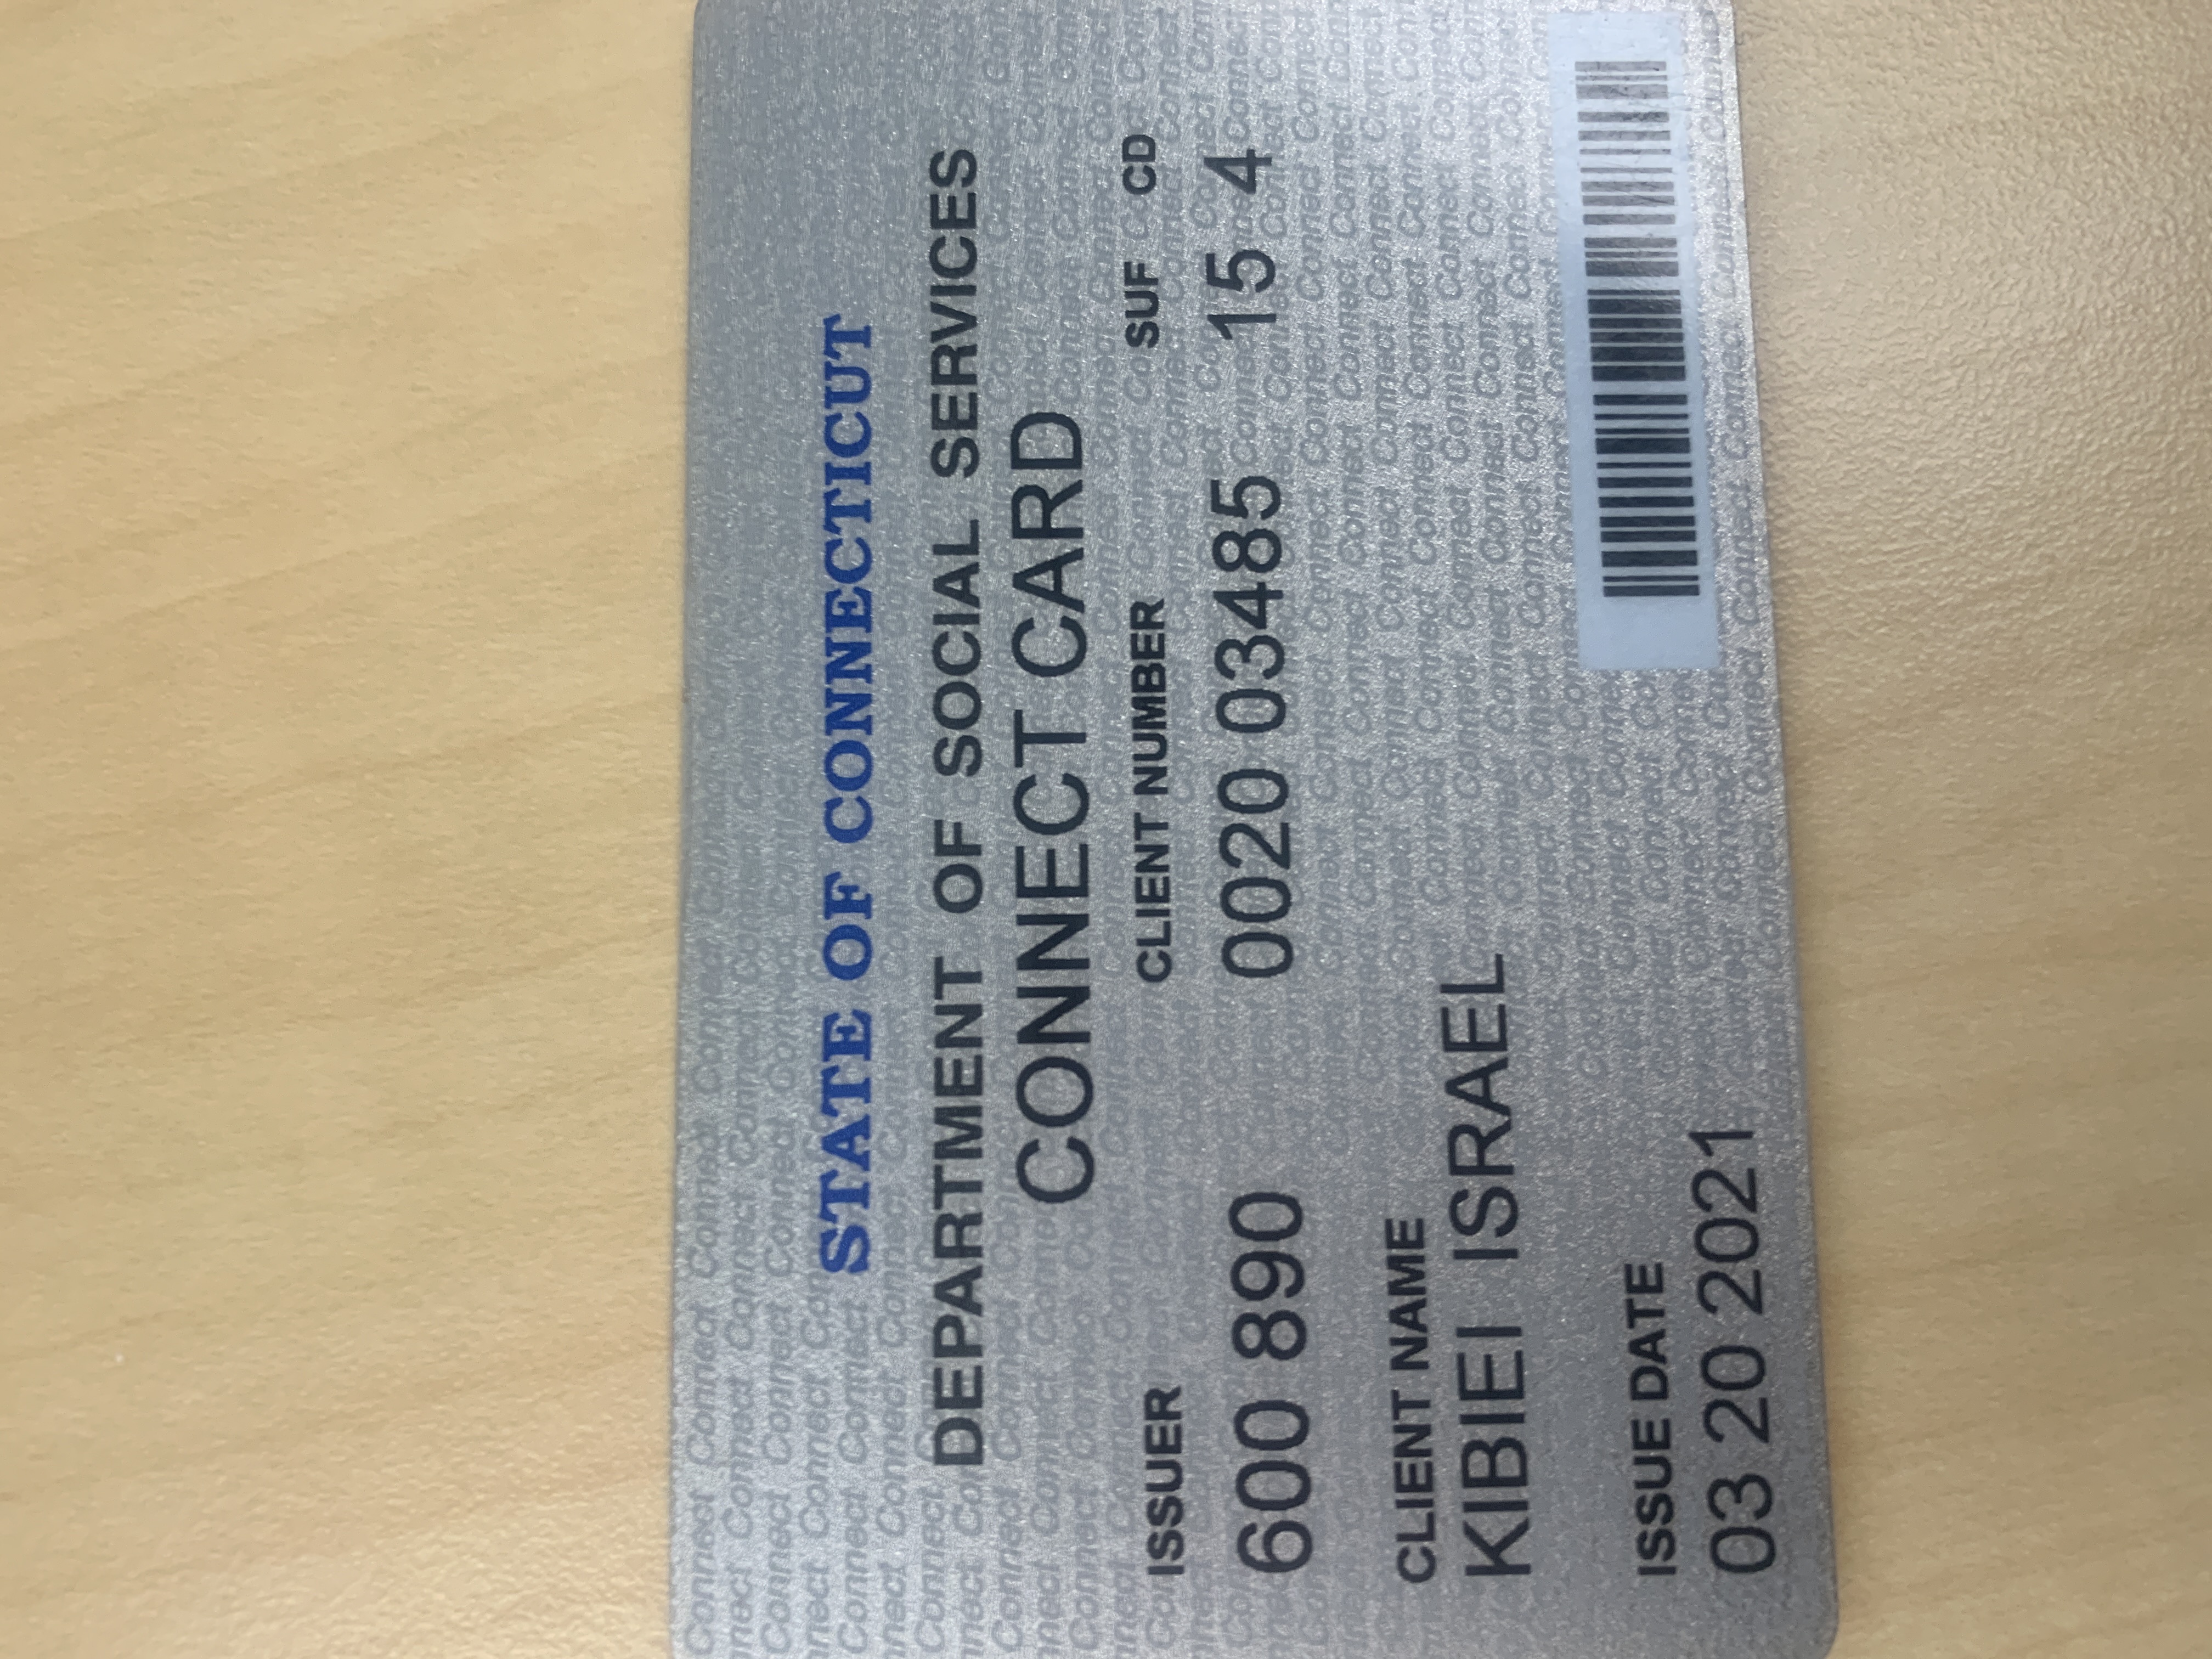 STATE OF CONNECTICUT
DEPARTMENT OF SOCIAL SERVICES
CONNECT CARD
ISSUER CLIENT NUMBER SUF CD
600 890 0020 03485 15 4
CLIENT NAME
KIBIEI ISRAEL
ISSUE DATE
03 20 2021